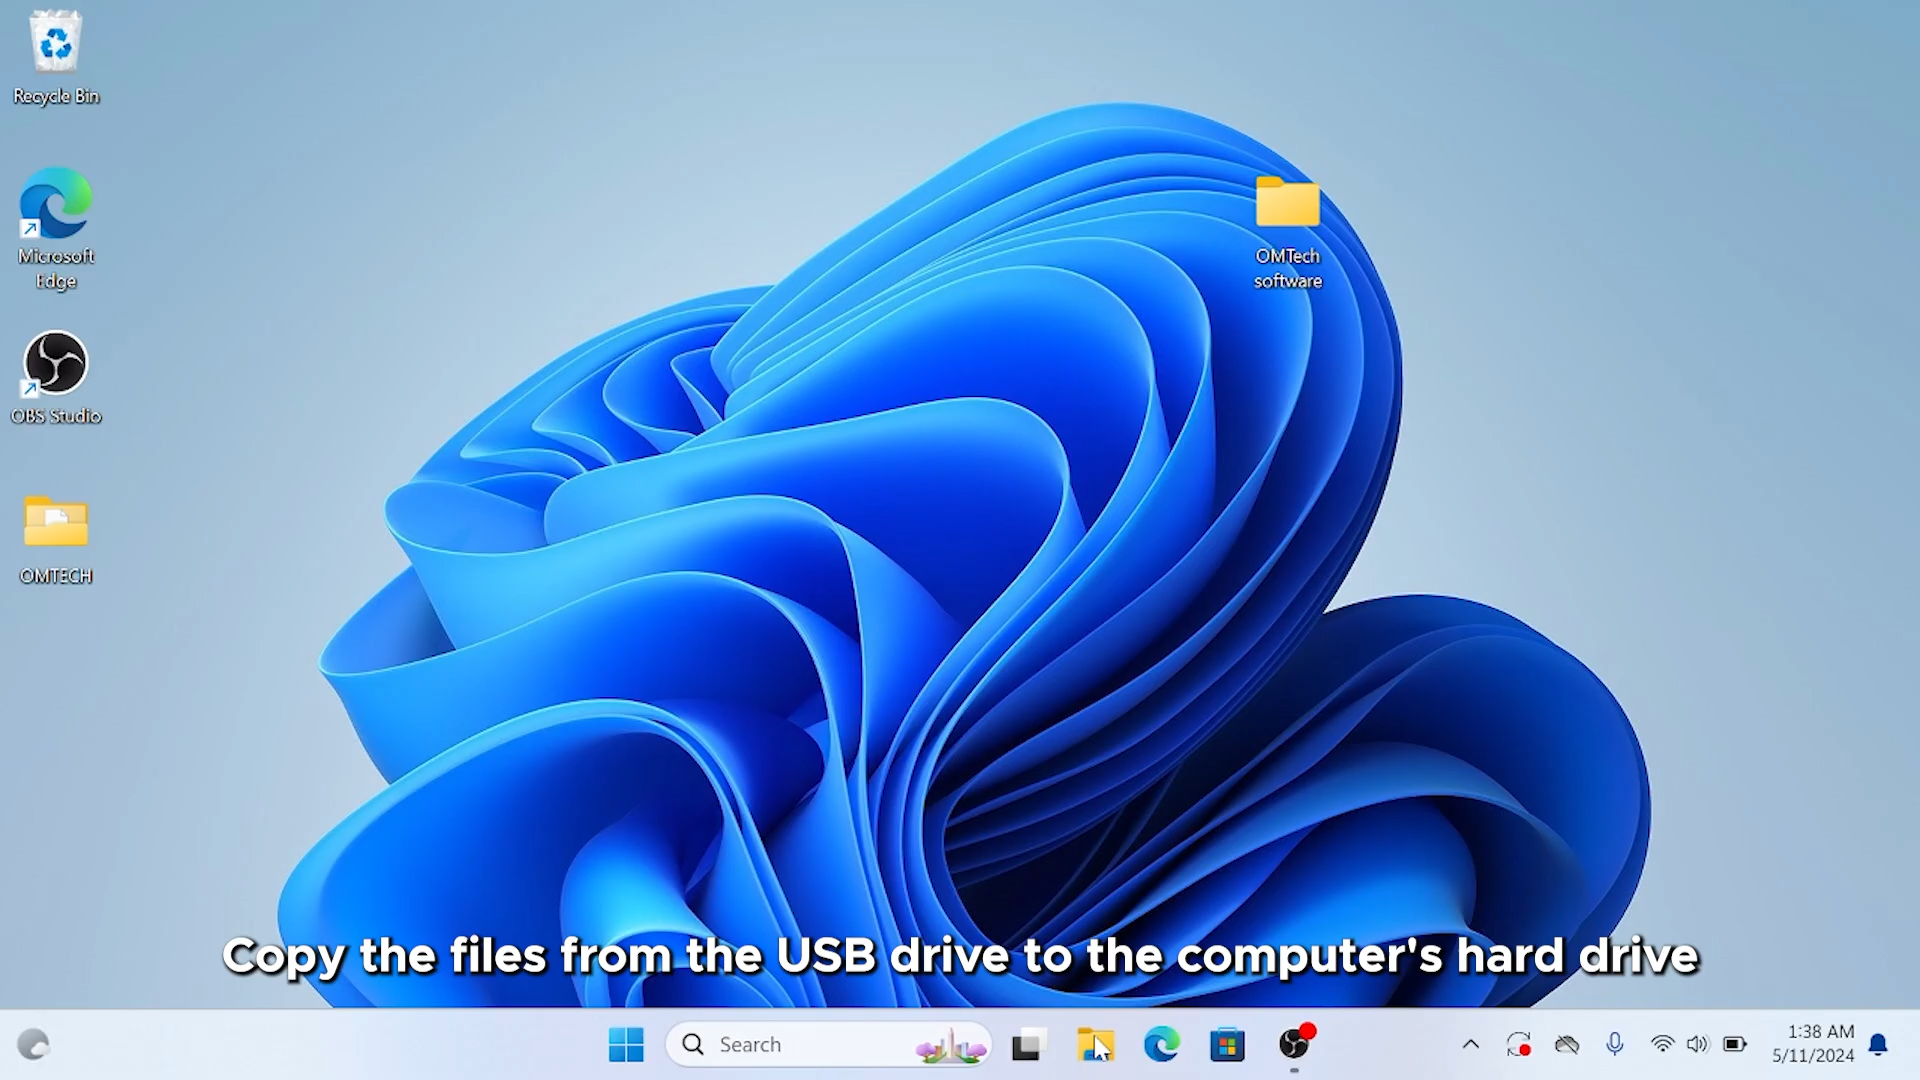 Recycle Bin
Microsoft
Edge
OBS Studio
OMTECH
OMTech
software
Copy the files from the USB drive to the computer's hard drive
Search
1:38 AM
5/11/2024